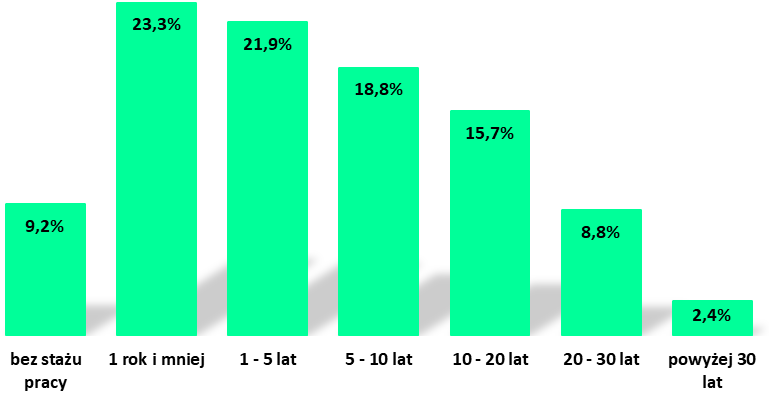 23,3%
21,9%
18,8%
15,7%
9,2%
8,8%
2,4%
bez stażu
pracy
1 rok i mniej
1 - 5 lat
5 - 10 lat
10 - 20 lat
20 - 30 lat
powyżej 30
lat